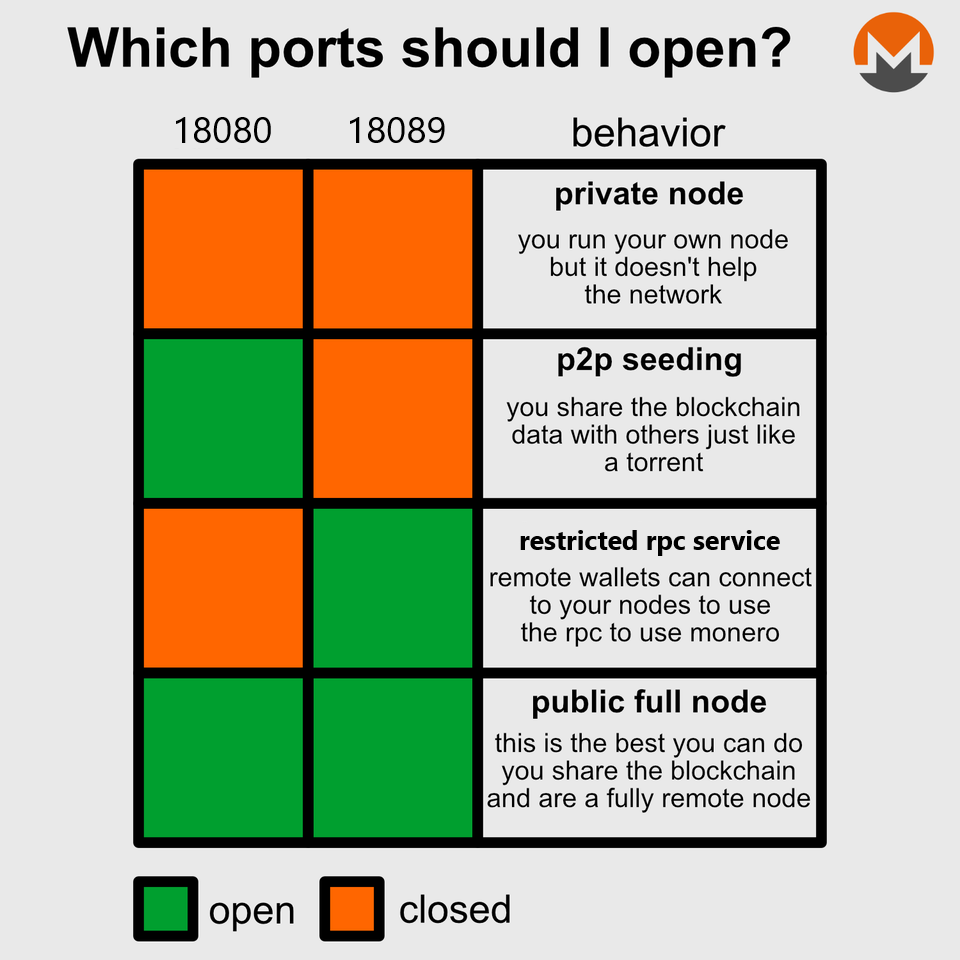 Which ports should I open?
18080 18089 behavior
private node
you run your own node
but it doesn't help
the network
p2p seeding
you share the blockchain
data with others just like
a torrent
restricted rpc service
remote wallets can connect
to your nodes to use
the rpc to use monero
public full node
this is the best you can do
you share the blockchain
and are a fully remote node
open closed